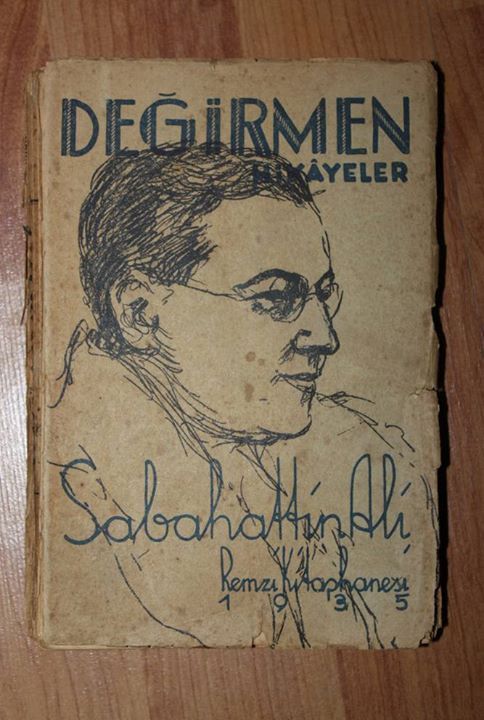 DEĞİRMEN
HİKÂYELER
Sabahattin Ali
Remzi Kitaphanesi
1935